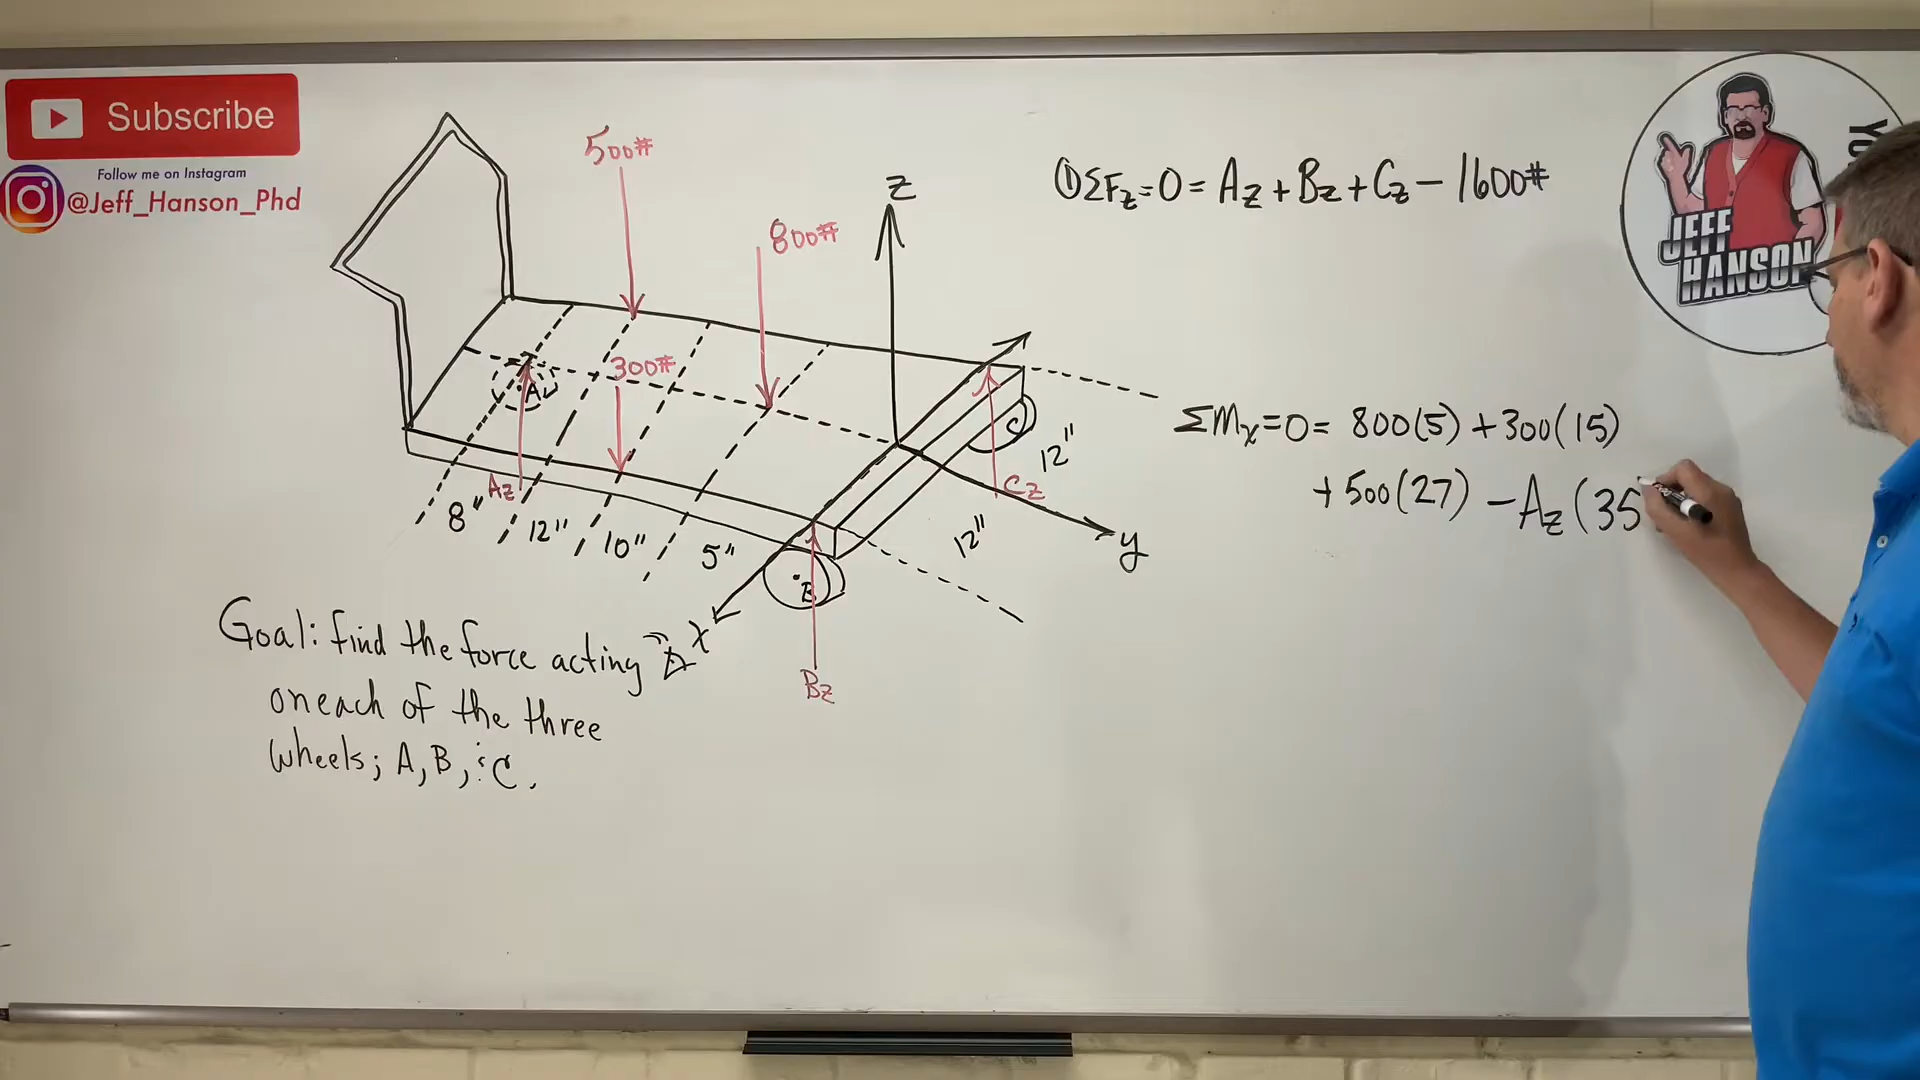 Subscribe
Follow me on Instagram
@Jeff_Hanson_Phd
JEFF
HANSON
500#
800#
300#
z
y
x
A
B
C
Az
Bz
Cz
8"
12"
10"
5"
12"
12"
Goal: find the force acting
on each of the three
wheels; A, B, & C.
① ΣFz=0 = Az + Bz + Cz - 1600#
ΣMx=0= 800(5) +300(15)
+500(27) -Az(35